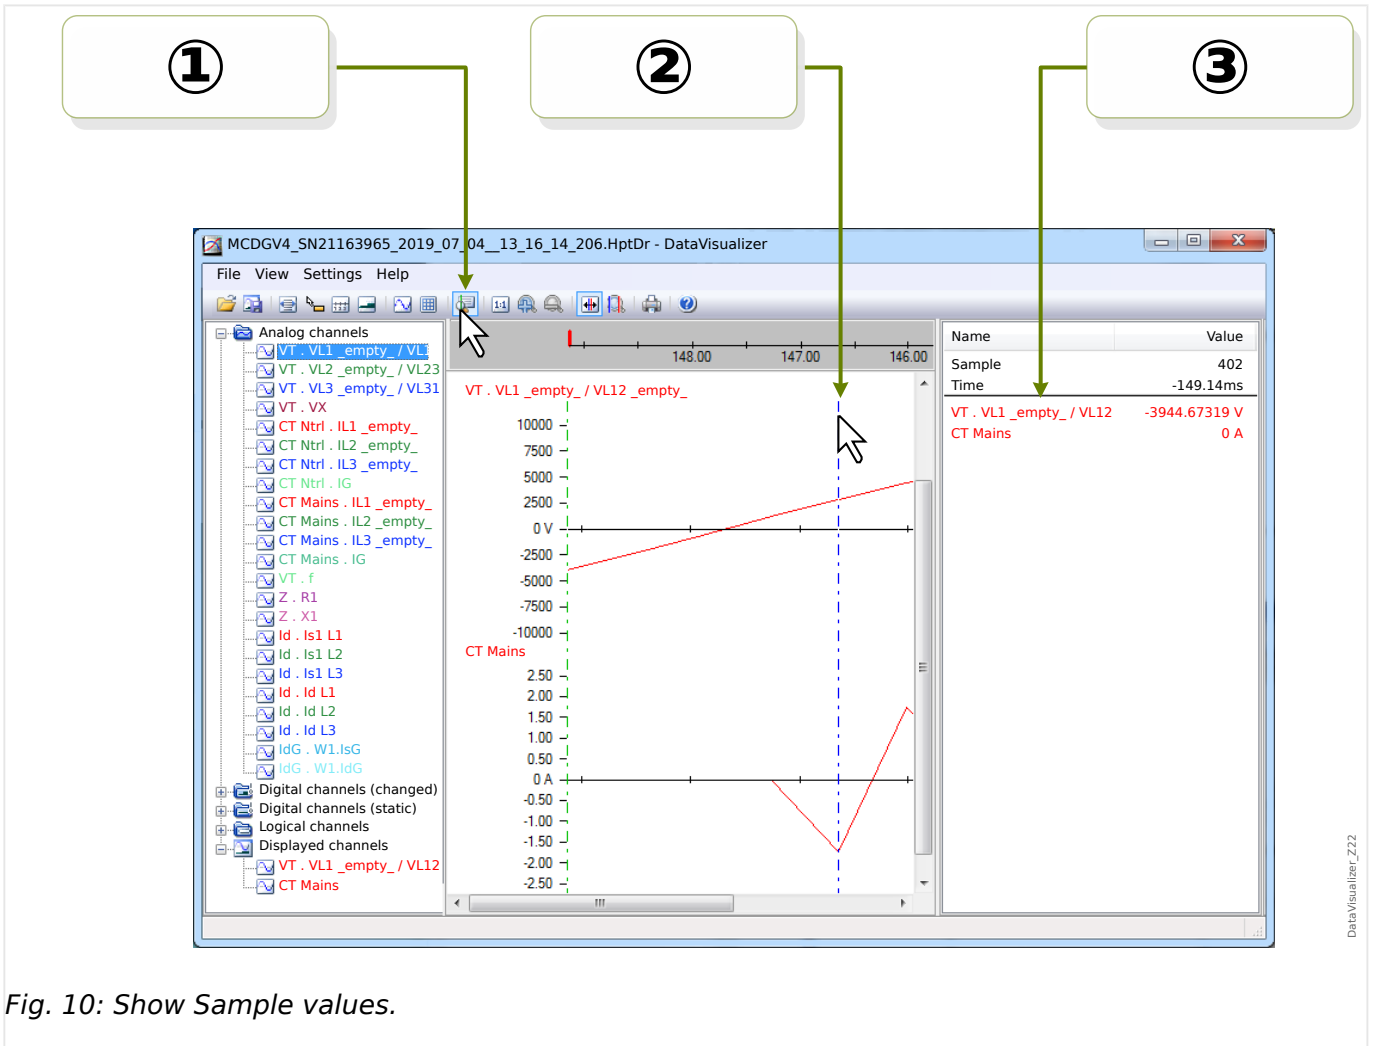 ① ② ③
MCDGV4_SN21163965_2019_07_04__13_16_14_206.HptDr - DataVisualizer
File View Settings Help
1:1
Analog channels
VT . VL1 _empty_ / VL1
VT . VL2 _empty_ / VL23
VT . VL3 _empty_ / VL31
VT . VX
CT Ntrl . IL1 _empty_
CT Ntrl . IL2 _empty_
CT Ntrl . IL3 _empty_
CT Ntrl . IG
CT Mains . IL1 _empty_
CT Mains . IL2 _empty_
CT Mains . IL3 _empty_
CT Mains . IG
VT . f
Z . R1
Z . X1
Id . Is1 L1
Id . Is1 L2
Id . Is1 L3
Id . Id L1
Id . Id L2
Id . Id L3
IdG . W1.IsG
IdG . W1.IdG
Digital channels (changed)
Digital channels (static)
Logical channels
Displayed channels
VT . VL1 _empty_ / VL12
CT Mains
148.00 147.00 146.00
VT . VL1 _empty_ / VL12 _empty_
10000
7500
5000
2500
0 V
-2500
-5000
-7500
-10000
CT Mains
2.50
2.00
1.50
1.00
0.50
0 A
-0.50
-1.00
-1.50
-2.00
-2.50
Name Value
Sample 402
Time -149.14ms
VT . VL1 _empty_ / VL12 -3944.67319 V
CT Mains 0 A
DataVisualizer_Z22
Fig. 10: Show Sample values.